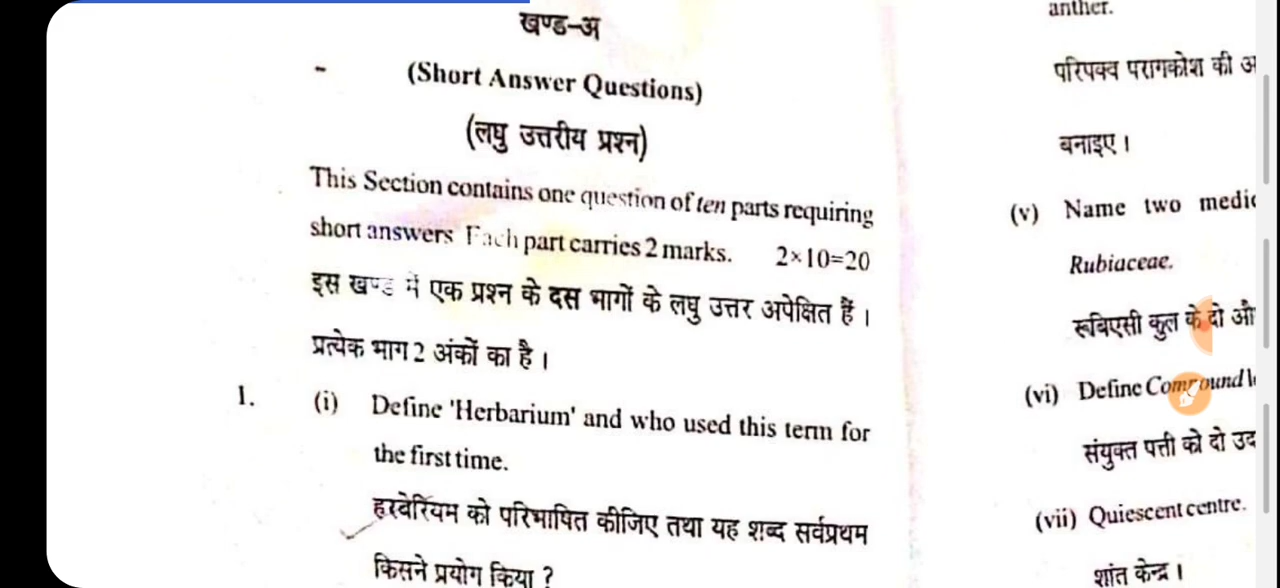 खण्ड-अ
(Short Answer Questions)
(लघु उत्तरीय प्रश्न)
This Section contains one question of ten parts requiring
short answers Each part carries 2 marks. 2×10=20
इस खण्ड में एक प्रश्न के दस भागों के लघु उत्तर अपेक्षित हैं ।
प्रत्येक भाग 2 अंकों का है ।
1. (i) Define 'Herbarium' and who used this term for
the first time.
हरबेरियम को परिभाषित कीजिए तथा यह शब्द सर्वप्रथम
किसने प्रयोग किया ?
anther.
परिपक्व परागकोश की
बनाइए ।
(v) Name two
Rubiaceae.
रूबिएसी कुल के दो
(vi) Define Compound
संयुक्त पत्ती को दो
(vii) Quiescent centre.
शांत केन्द्र ।